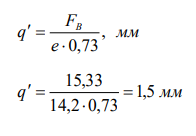 q' = F_B / (e·0,73), мм
q' = 15,33 / (14,2·0,73) = 1,5 мм